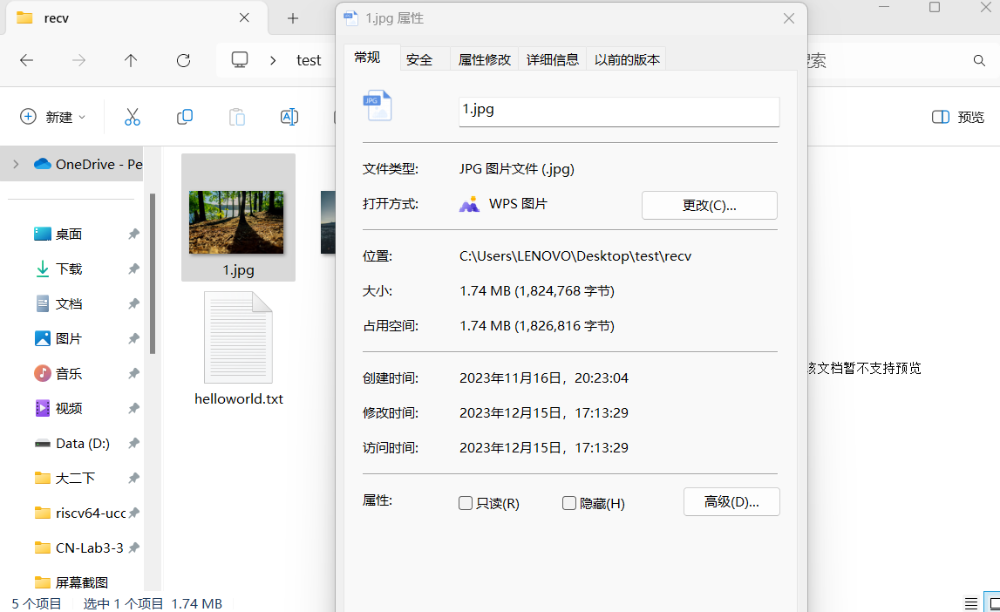 recv
1.jpg 属性
test
索
常规 安全 属性修改 详细信息 以前的版本
新建
预览
JPG
1.jpg
OneDrive - Pe
文件类型: JPG 图片文件 (.jpg)
打开方式: WPS 图片 更改(C)...
桌面
下载
文档
图片
音乐
视频
Data (D:)
大二下
riscv64-ucc
CN-Lab3-3
屏幕截图
1.jpg
helloworld.txt
位置: C:\Users\LENOVO\Desktop\test\recv
大小: 1.74 MB (1,824,768 字节)
占用空间: 1.74 MB (1,826,816 字节)
创建时间: 2023年11月16日，20:23:04
修改时间: 2023年12月15日，17:13:29
访问时间: 2023年12月15日，17:13:29
属性: 只读(R) 隐藏(H) 高级(D)...
该文档暂不支持预览
5 个项目 选中 1 个项目 1.74 MB